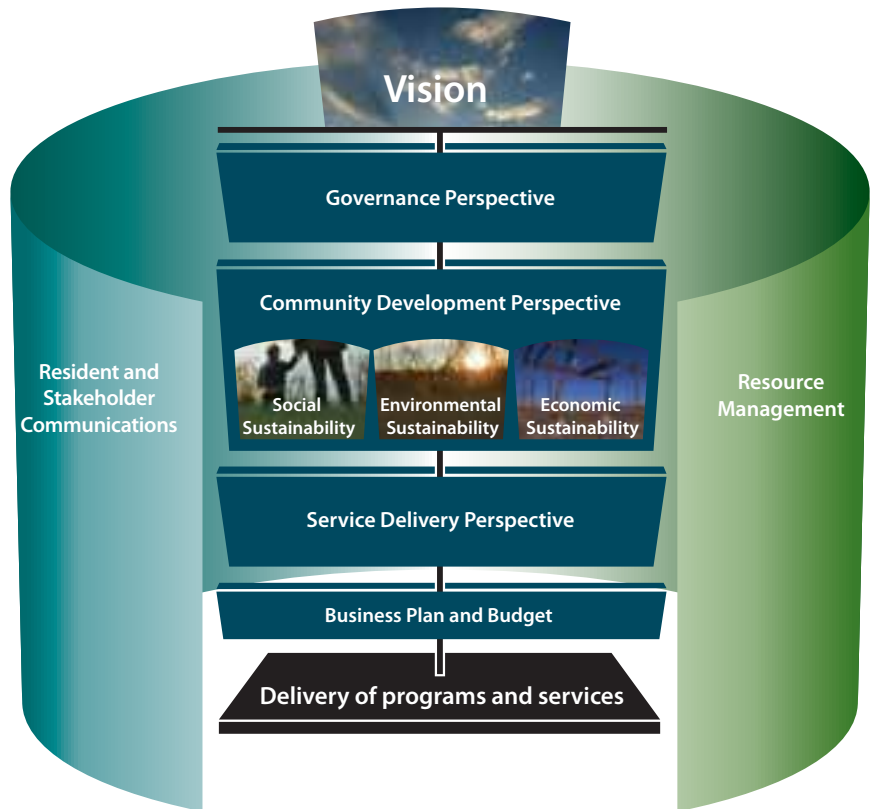 Vision
Governance Perspective
Community Development Perspective
Social
Sustainability
Environmental
Sustainability
Economic
Sustainability
Resident and
Stakeholder
Communications
Resource
Management
Service Delivery Perspective
Business Plan and Budget
Delivery of programs and services